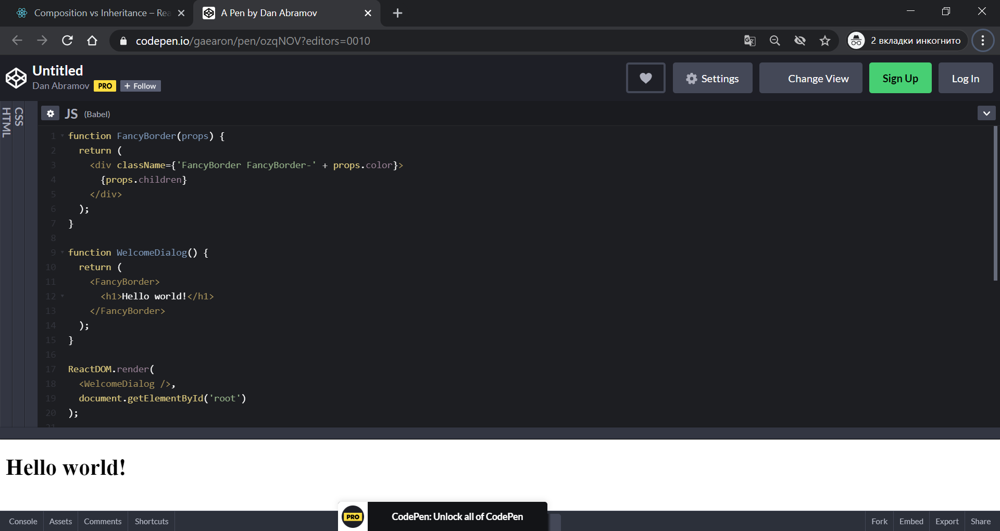 Composition vs Inheritance – Rea
A Pen by Dan Abramov
codepen.io/gaearon/pen/ozqNOV?editors=0010
2 вкладки инкогнито
Untitled
Dan Abramov PRO + Follow
Settings
Change View
Sign Up
Log In
HTML
CSS
JS (Babel)
1 function FancyBorder(props) {
2 return (
3 <div className={'FancyBorder FancyBorder-' + props.color}>
4 {props.children}
5 </div>
6 );
7 }
8
9 function WelcomeDialog() {
10 return (
11 <FancyBorder>
12 <h1>Hello world!</h1>
13 </FancyBorder>
14 );
15 }
16
17 ReactDOM.render(
18 <WelcomeDialog />,
19 document.getElementById('root')
20 );
21
Hello world!
PRO CodePen: Unlock all of CodePen
Console Assets Comments Shortcuts
Fork Embed Export Share